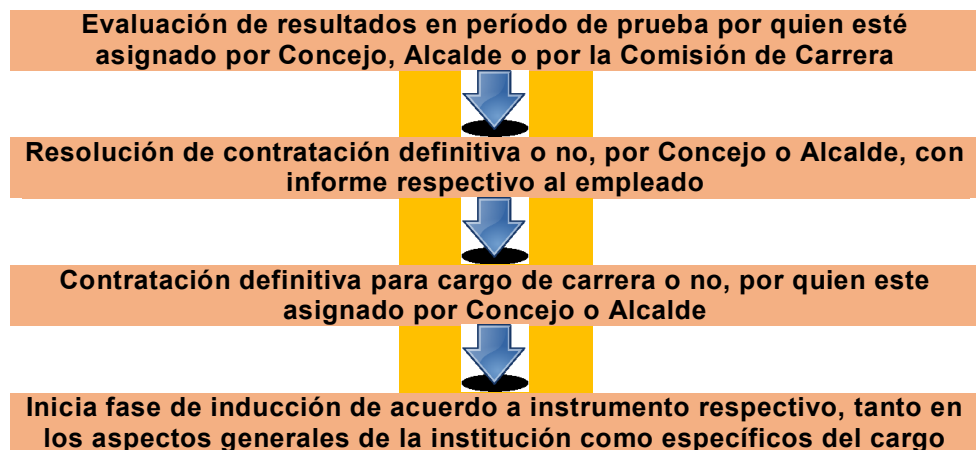 Evaluación de resultados en período de prueba por quien esté
asignado por Concejo, Alcalde o por la Comisión de Carrera
Resolución de contratación definitiva o no, por Concejo o Alcalde, con
informe respectivo al empleado
Contratación definitiva para cargo de carrera o no, por quien este
asignado por Concejo o Alcalde
Inicia fase de inducción de acuerdo a instrumento respectivo, tanto en
los aspectos generales de la institución como específicos del cargo